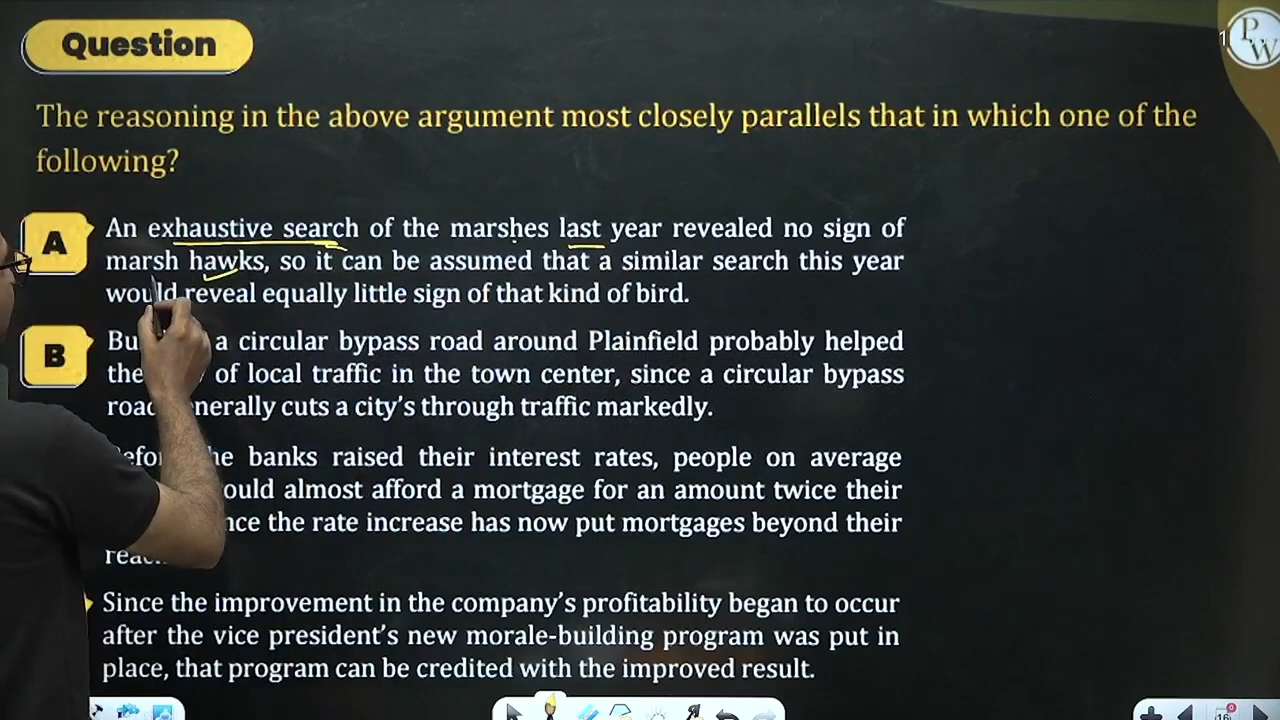 Question
1
P
W
The reasoning in the above argument most closely parallels that in which one of the
following?
A
An exhaustive search of the marshes last year revealed no sign of
marsh hawks, so it can be assumed that a similar search this year
would reveal equally little sign of that kind of bird.
B
a circular bypass road around Plainfield probably helped
the of local traffic in the town center, since a circular bypass
cuts a city's through traffic markedly.
banks raised their interest rates, people on average
almost afford a mortgage for an amount twice their
the rate increase has now put mortgages beyond their
Since the improvement in the company's profitability began to occur
after the vice president's new morale-building program was put in
place, that program can be credited with the improved result.
16